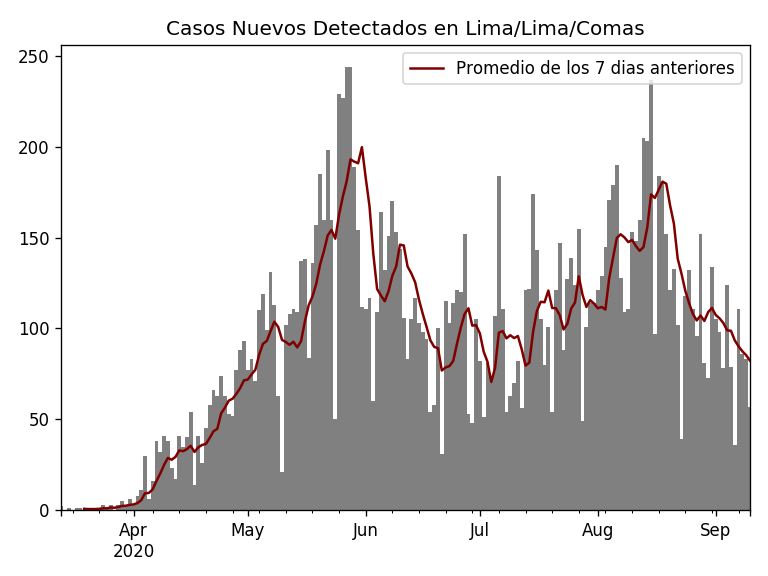 Casos Nuevos Detectados en Lima/Lima/Comas
Promedio de los 7 dias anteriores
250
200
150
100
50
0
Apr
2020
May
Jun
Jul
Aug
Sep